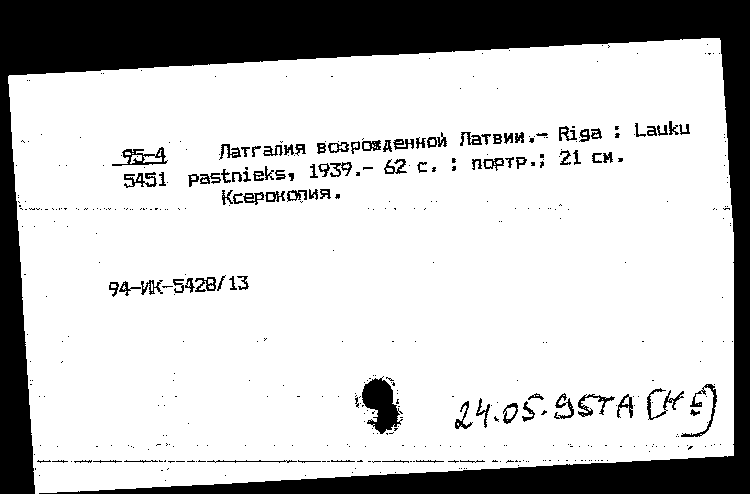 95-4 Латгалия возрожденной Латвии.- Riga : Lauku
5451 pastnieks, 1939.- 62 с. : портр.; 21 см.
Ксерокопия.
94-ИК-5428/13
24.05.95ТА [НЕ]